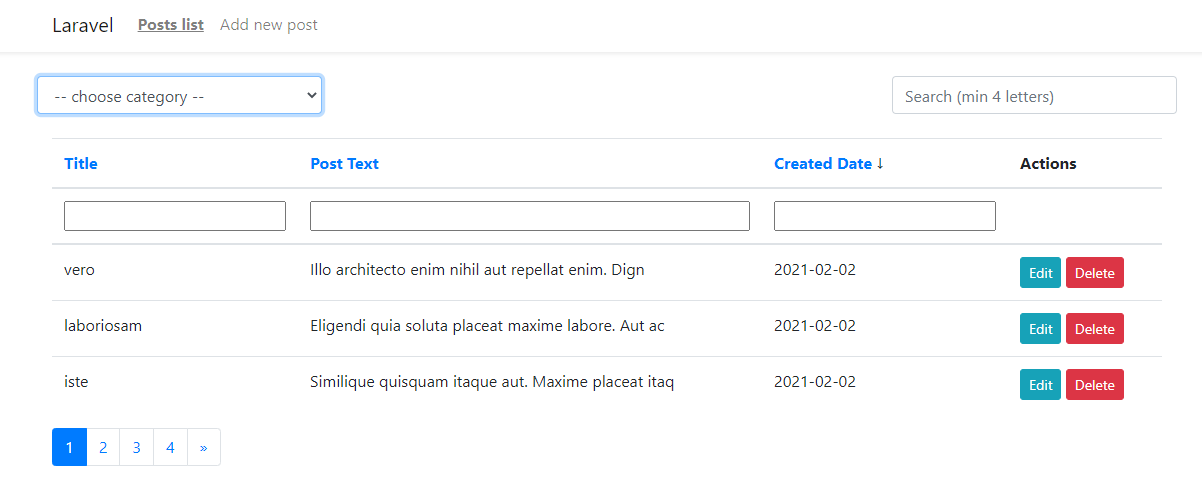 Laravel Posts list Add new post
-- choose category -- Search (min 4 letters)
Title Post Text Created Date ↓ Actions
vero Illo architecto enim nihil aut repellat enim. Dign 2021-02-02 Edit Delete
laboriosam Eligendi quia soluta placeat maxime labore. Aut ac 2021-02-02 Edit Delete
iste Similique quisquam itaque aut. Maxime placeat itaq 2021-02-02 Edit Delete
1 2 3 4 »